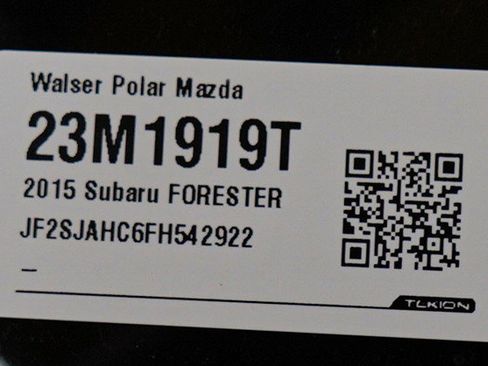 Walser Polar Mazda
23M1919T
2015 Subaru FORESTER
JF2SJAHC6FH542922
–
TEKION